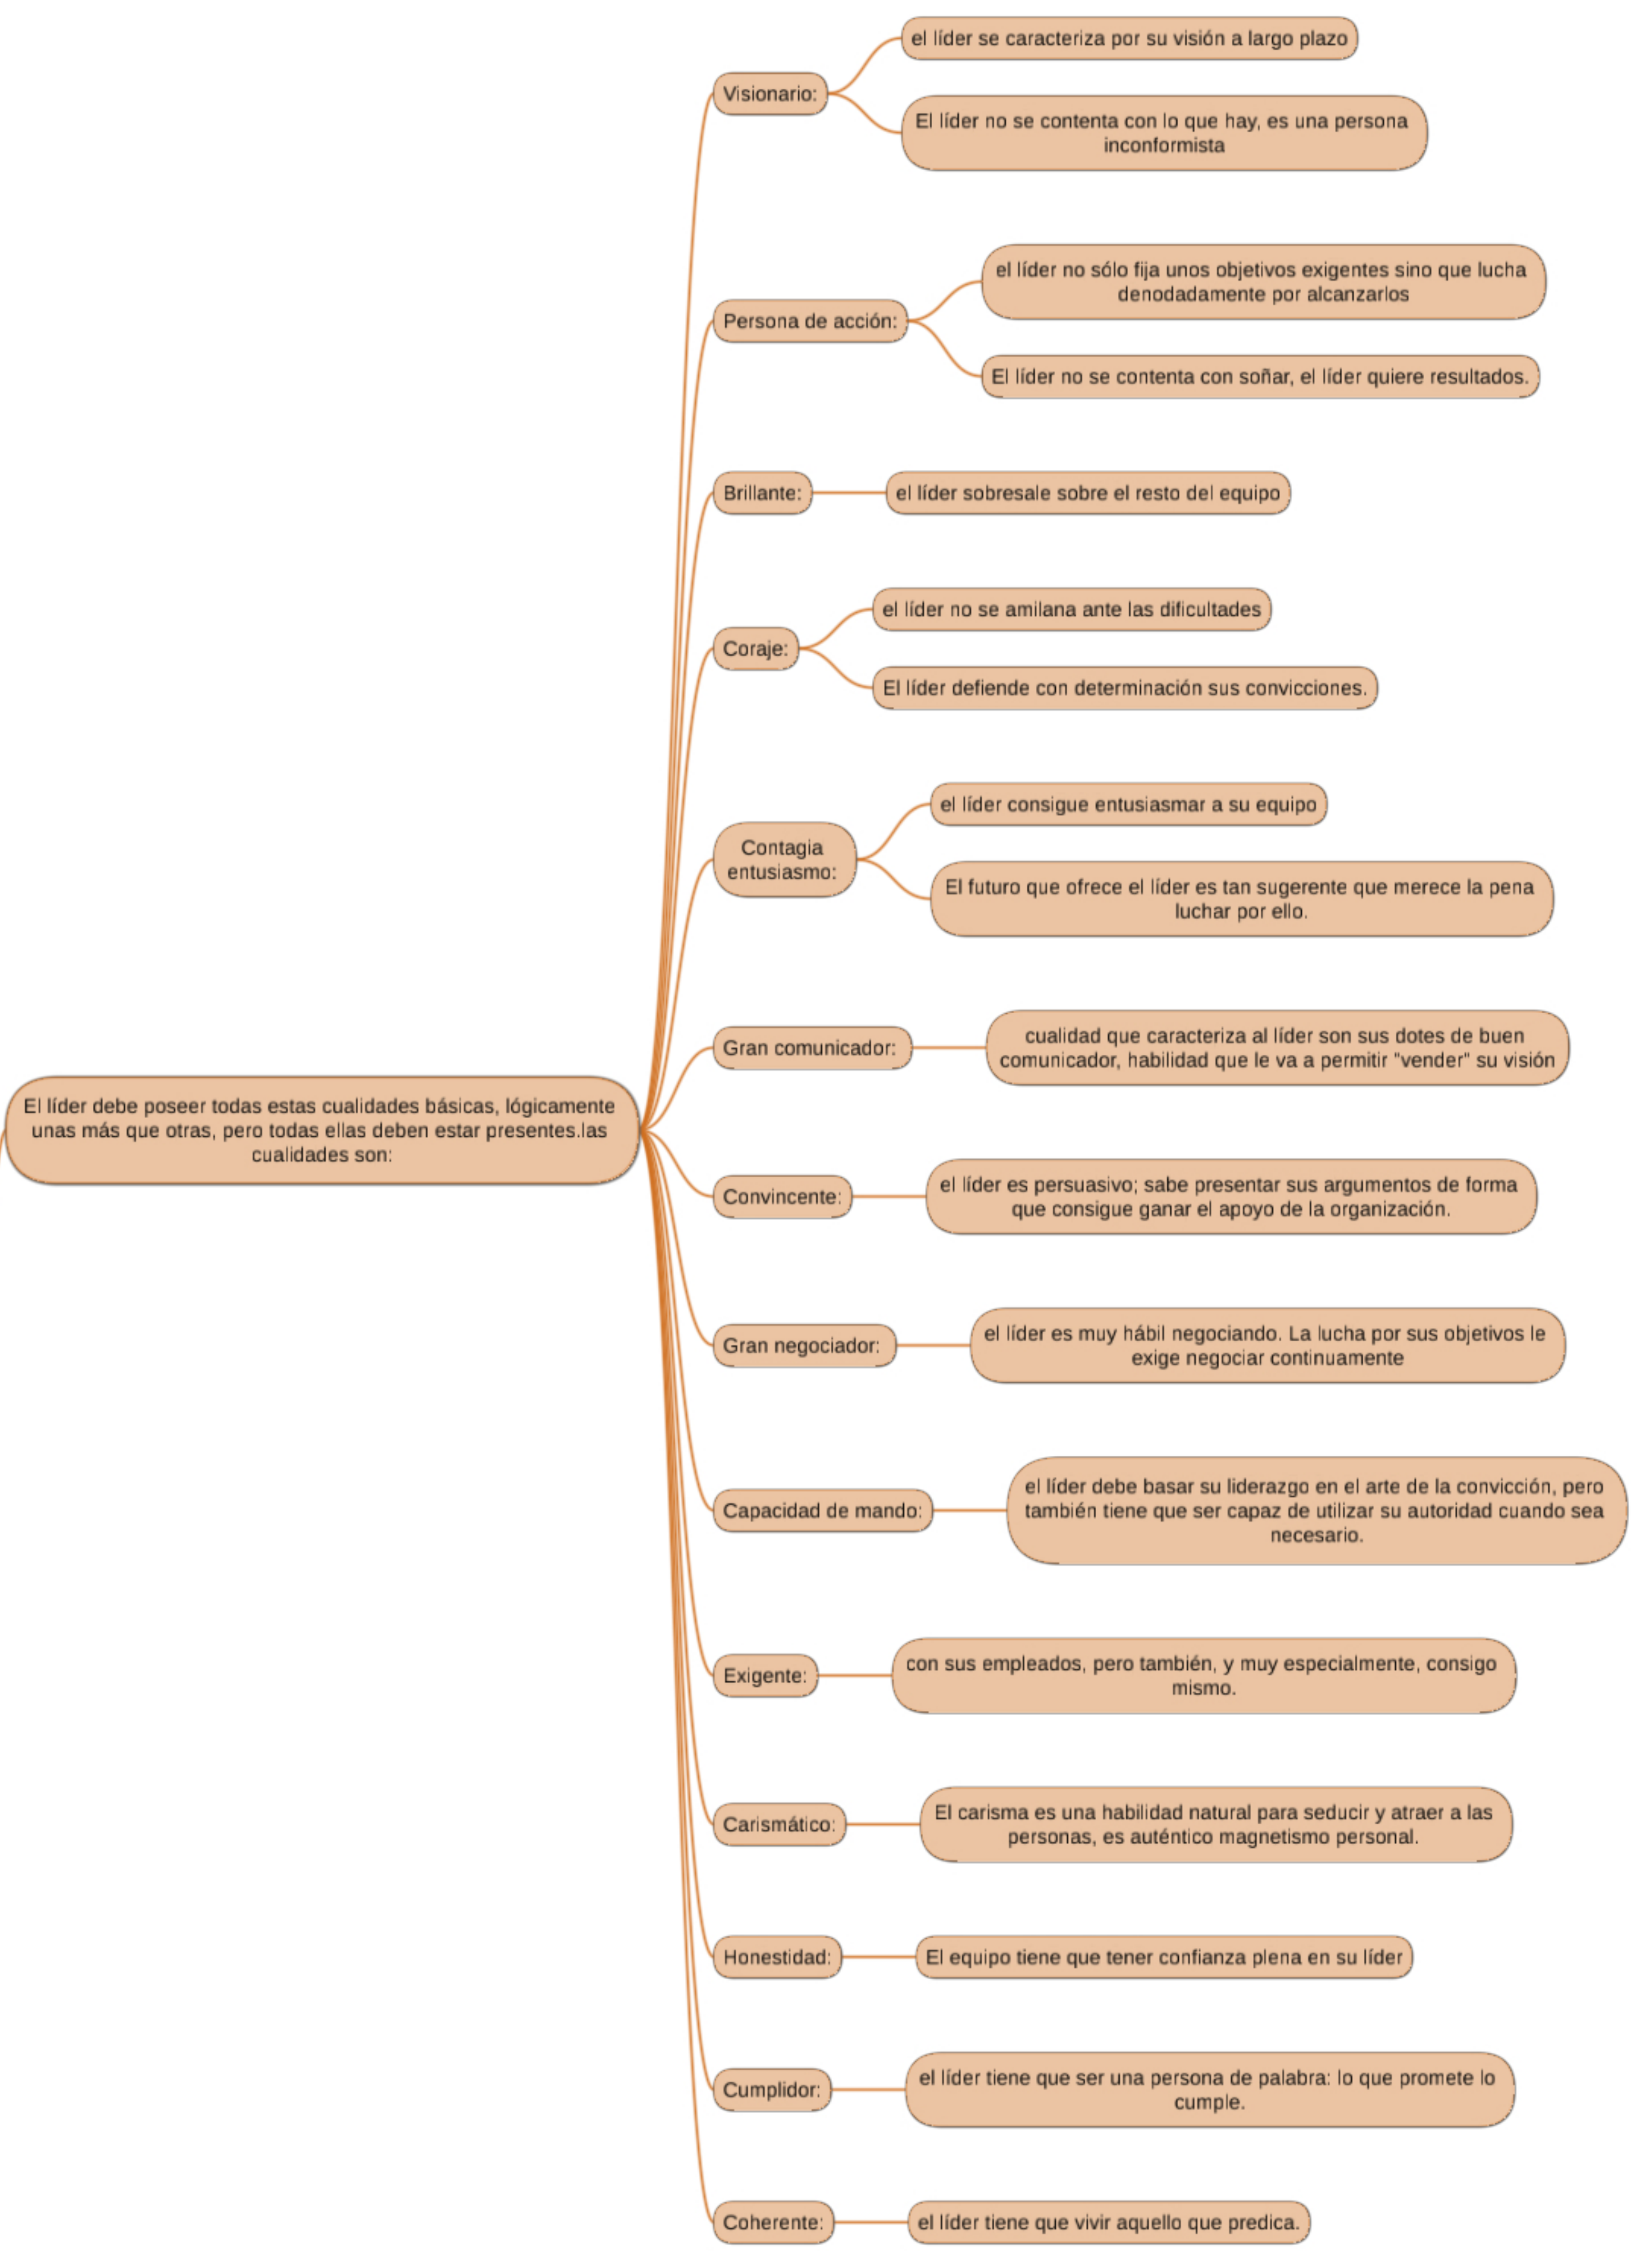 El líder debe poseer todas estas cualidades básicas, lógicamente
unas más que otras, pero todas ellas deben estar presentes.las
cualidades son:
Visionario:
el líder se caracteriza por su visión a largo plazo
El líder no se contenta con lo que hay, es una persona
inconformista
Persona de acción:
el líder no sólo fija unos objetivos exigentes sino que lucha
denodadamente por alcanzarlos
El líder no se contenta con soñar, el líder quiere resultados.
Brillante:
el líder sobresale sobre el resto del equipo
Coraje:
el líder no se amilana ante las dificultades
El líder defiende con determinación sus convicciones.
Contagia
entusiasmo:
el líder consigue entusiasmar a su equipo
El futuro que ofrece el líder es tan sugerente que merece la pena
luchar por ello.
Gran comunicador:
cualidad que caracteriza al líder son sus dotes de buen
comunicador, habilidad que le va a permitir "vender" su visión
Convincente:
el líder es persuasivo; sabe presentar sus argumentos de forma
que consigue ganar el apoyo de la organización.
Gran negociador:
el líder es muy hábil negociando. La lucha por sus objetivos le
exige negociar continuamente
Capacidad de mando:
el líder debe basar su liderazgo en el arte de la convicción, pero
también tiene que ser capaz de utilizar su autoridad cuando sea
necesario.
Exigente:
con sus empleados, pero también, y muy especialmente, consigo
mismo.
Carismático:
El carisma es una habilidad natural para seducir y atraer a las
personas, es auténtico magnetismo personal.
Honestidad:
El equipo tiene que tener confianza plena en su líder
Cumplidor:
el líder tiene que ser una persona de palabra: lo que promete lo
cumple.
Coherente:
el líder tiene que vivir aquello que predica.